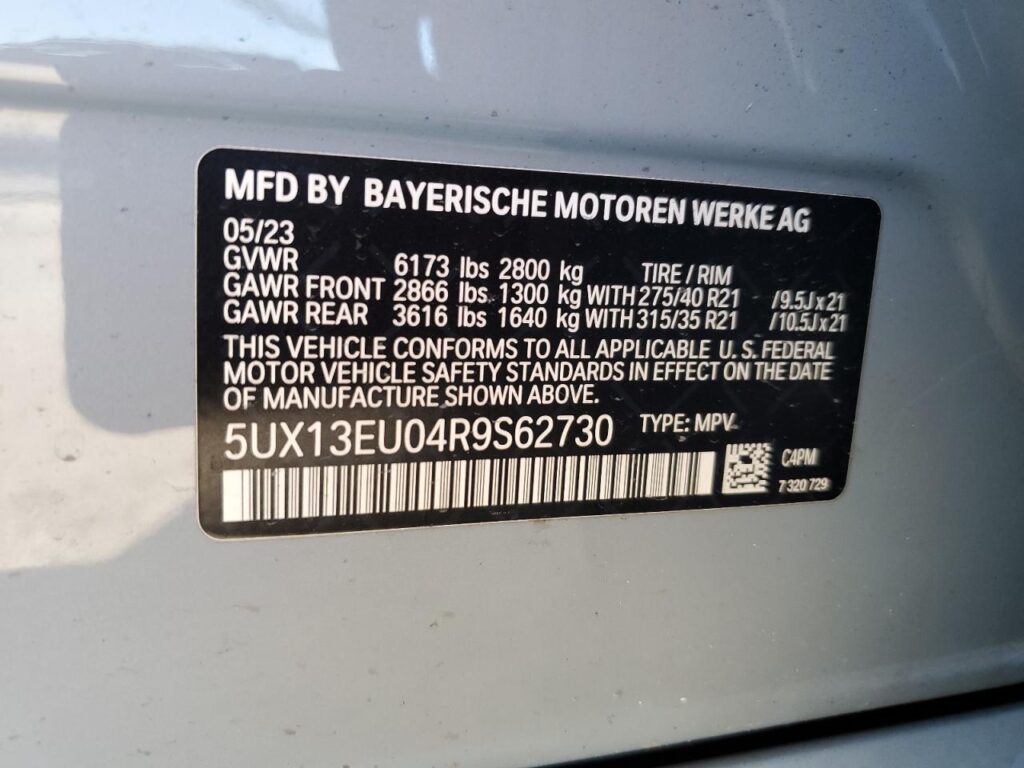 MFD BY BAYERISCHE MOTOREN WERKE AG
05/23
GVWR 6173 lbs 2800 kg TIRE / RIM
GAWR FRONT 2866 lbs 1300 kg WITH 275/40 R21 /9.5J x 21
GAWR REAR 3616 lbs 1640 kg WITH 315/35 R21 /10.5J x 21
THIS VEHICLE CONFORMS TO ALL APPLICABLE U. S. FEDERAL
MOTOR VEHICLE SAFETY STANDARDS IN EFFECT ON THE DATE
OF MANUFACTURE SHOWN ABOVE.
5UX13EU04R9S62730 TYPE: MPV
C4PM
7 320 729